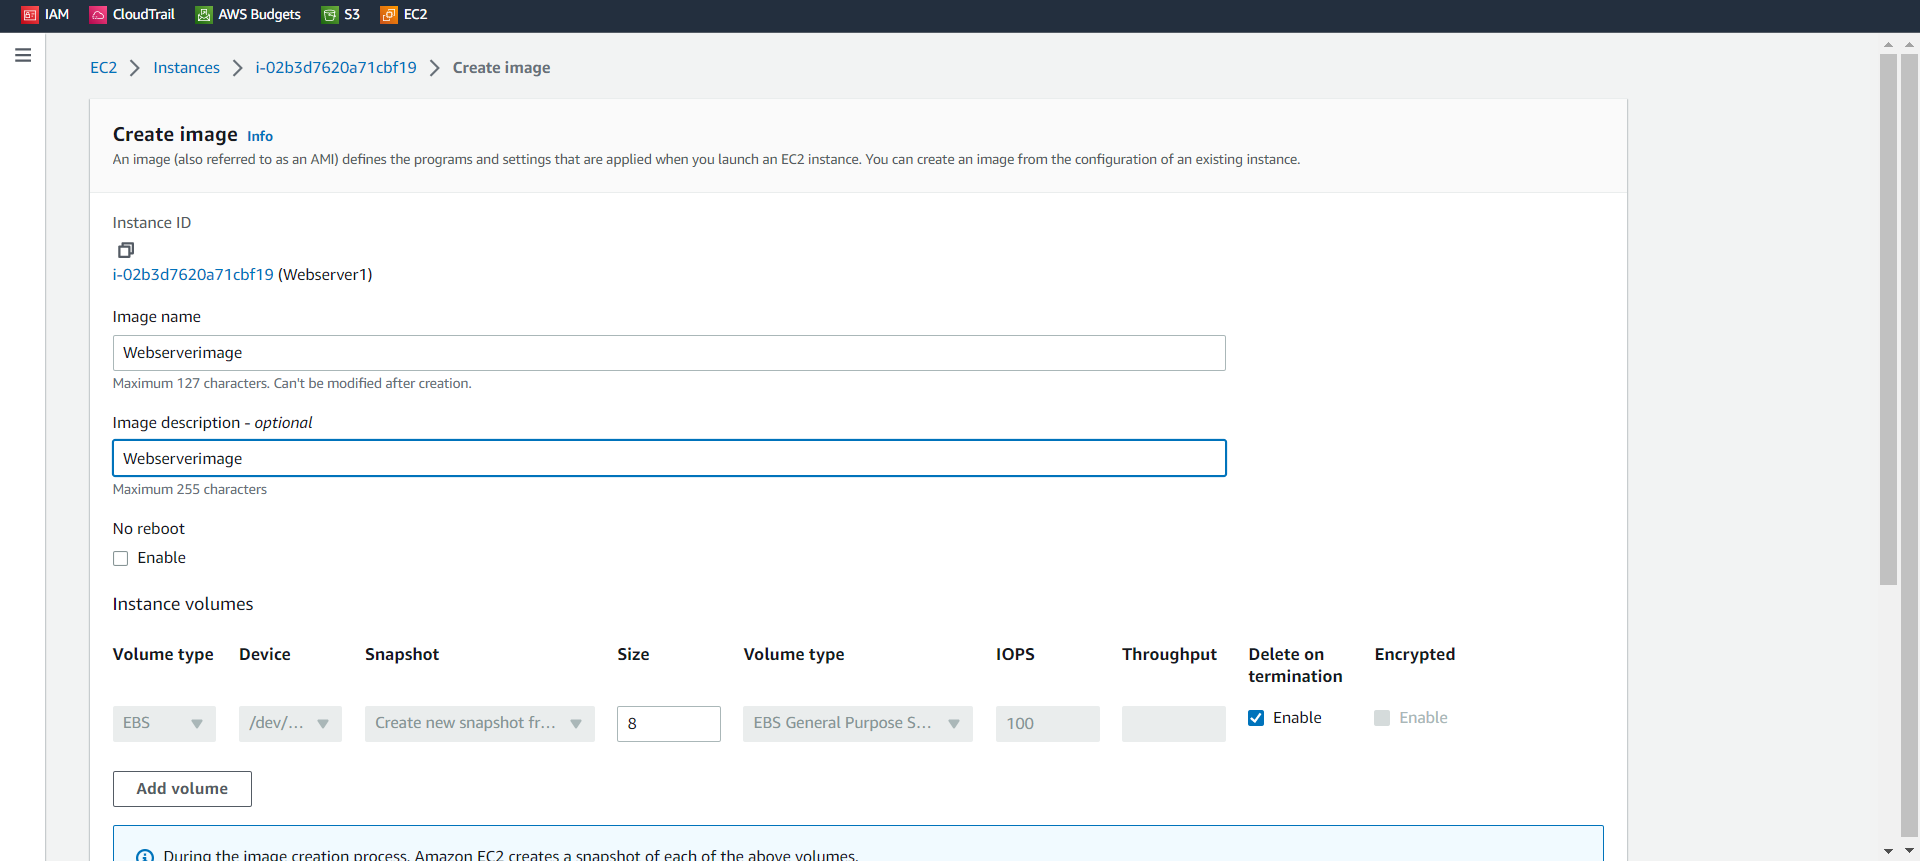 IAM CloudTrail AWS Budgets S3 EC2
EC2 Instances i-02b3d7620a71cbf19 Create image
Create image Info
An image (also referred to as an AMI) defines the programs and settings that are applied when you launch an EC2 instance. You can create an image from the configuration of an existing instance.
Instance ID
i-02b3d7620a71cbf19 (Webserver1)
Image name
Webserverimage
Maximum 127 characters. Can't be modified after creation.
Image description - optional
Webserverimage
Maximum 255 characters
No reboot
Enable
Instance volumes
Volume type Device Snapshot Size Volume type IOPS Throughput Delete on termination Encrypted
EBS /dev/... Create new snapshot fr... 8 EBS General Purpose S... 100 Enable Enable
Add volume
During the image creation process, Amazon EC2 creates a snapshot of each of the above volumes.